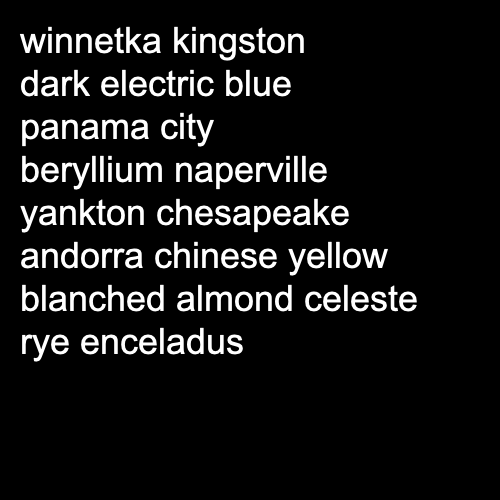 winnetka kingston
dark electric blue
panama city
beryllium naperville
yankton chesapeake
andorra chinese yellow
blanched almond celeste
rye enceladus